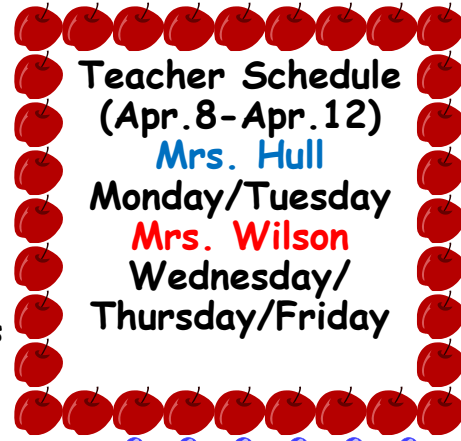 Teacher Schedule
(Apr.8-Apr.12)
Mrs. Hull
Monday/Tuesday
Mrs. Wilson
Wednesday/
Thursday/Friday